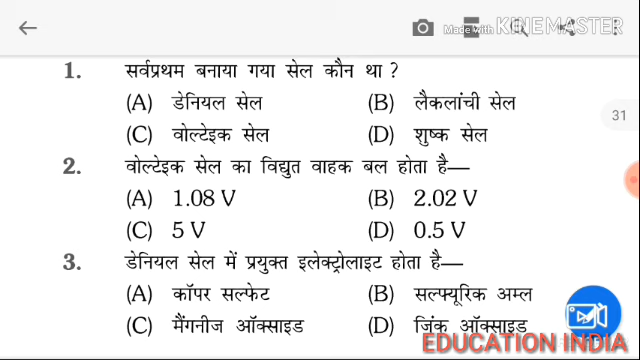 Made with KINEMASTER
1. सर्वप्रथम बनाया गया सेल कौन था ?
(A) डेनियल सेल (B) लैकलांची सेल
(C) वोल्टेइक सेल (D) शुष्क सेल
31
2. वोल्टेइक सेल का विद्युत वाहक बल होता है—
(A) 1.08 V (B) 2.02 V
(C) 5 V (D) 0.5 V
3. डेनियल सेल में प्रयुक्त इलेक्ट्रोलाइट होता है—
(A) कॉपर सल्फेट (B) सल्फ्यूरिक अम्ल
(C) मैंगनीज ऑक्साइड (D) जिंक ऑक्साइड
EDUCATION INDIA